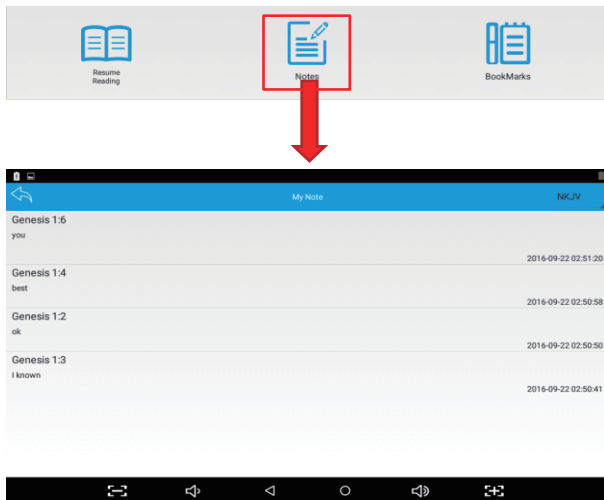 Resume
Reading
Notes
BookMarks
My Note
NKJV
Genesis 1:6
you
2016-09-22 02:51:20
Genesis 1:4
best
2016-09-22 02:50:58
Genesis 1:2
ok
2016-09-22 02:50:50
Genesis 1:3
I known
2016-09-22 02:50:41